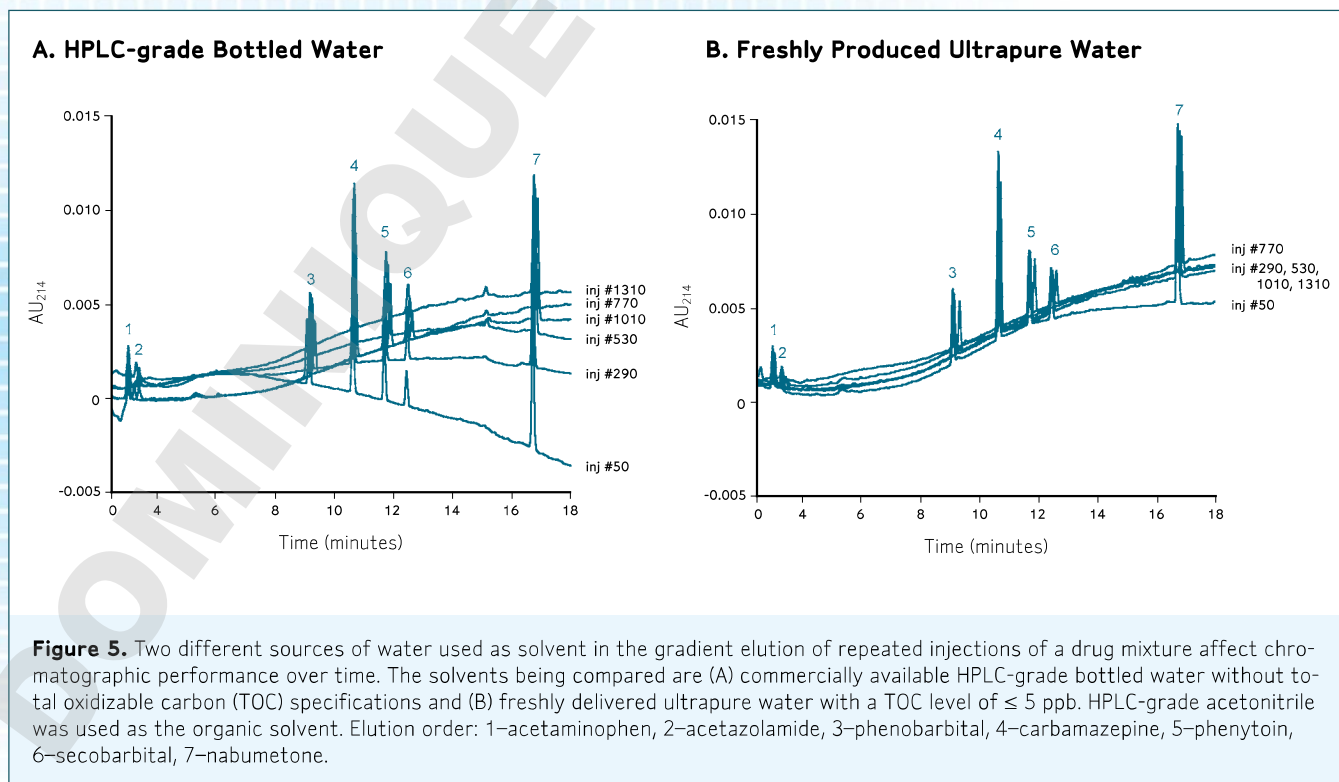 A. HPLC-grade Bottled Water
0.015
0.010
0.005
0
-0.005
AU214
1
2
3
4
5
6
7
inj #1310
inj #770
inj #1010
inj #530
inj #290
inj #50
0 4 6 8 10 12 14 16 18
Time (minutes)
B. Freshly Produced Ultrapure Water
0.015
0.010
0.005
0
-0.005
AU214
1
2
3
4
5
6
7
inj #770
inj #290, 530,
1010, 1310
inj #50
0 4 6 8 10 12 14 16 18
Time (minutes)
Figure 5. Two different sources of water used as solvent in the gradient elution of repeated injections of a drug mixture affect chro-
matographic performance over time. The solvents being compared are (A) commercially available HPLC-grade bottled water without to-
tal oxidizable carbon (TOC) specifications and (B) freshly delivered ultrapure water with a TOC level of ≤ 5 ppb. HPLC-grade acetonitrile
was used as the organic solvent. Elution order: 1–acetaminophen, 2–acetazolamide, 3–phenobarbital, 4–carbamazepine, 5–phenytoin,
6–secobarbital, 7–nabumetone.
DOMINIQUE